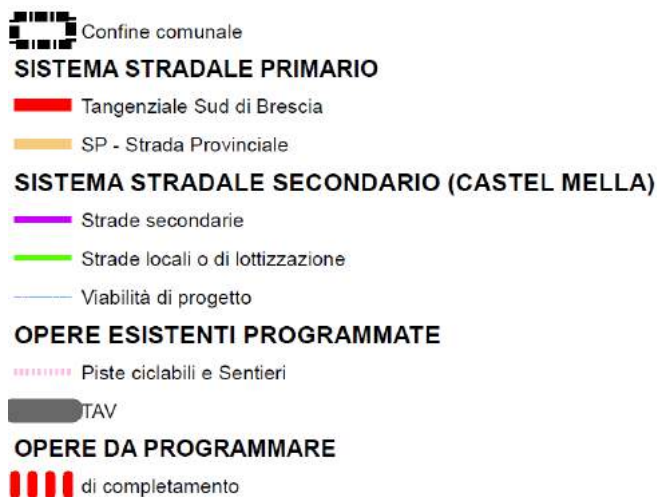 Confine comunale
SISTEMA STRADALE PRIMARIO
Tangenziale Sud di Brescia
SP - Strada Provinciale
SISTEMA STRADALE SECONDARIO (CASTEL MELLA)
Strade secondarie
Strade locali o di lottizzazione
Viabilità di progetto
OPERE ESISTENTI PROGRAMMATE
Piste ciclabili e Sentieri
TAV
OPERE DA PROGRAMMARE
di completamento